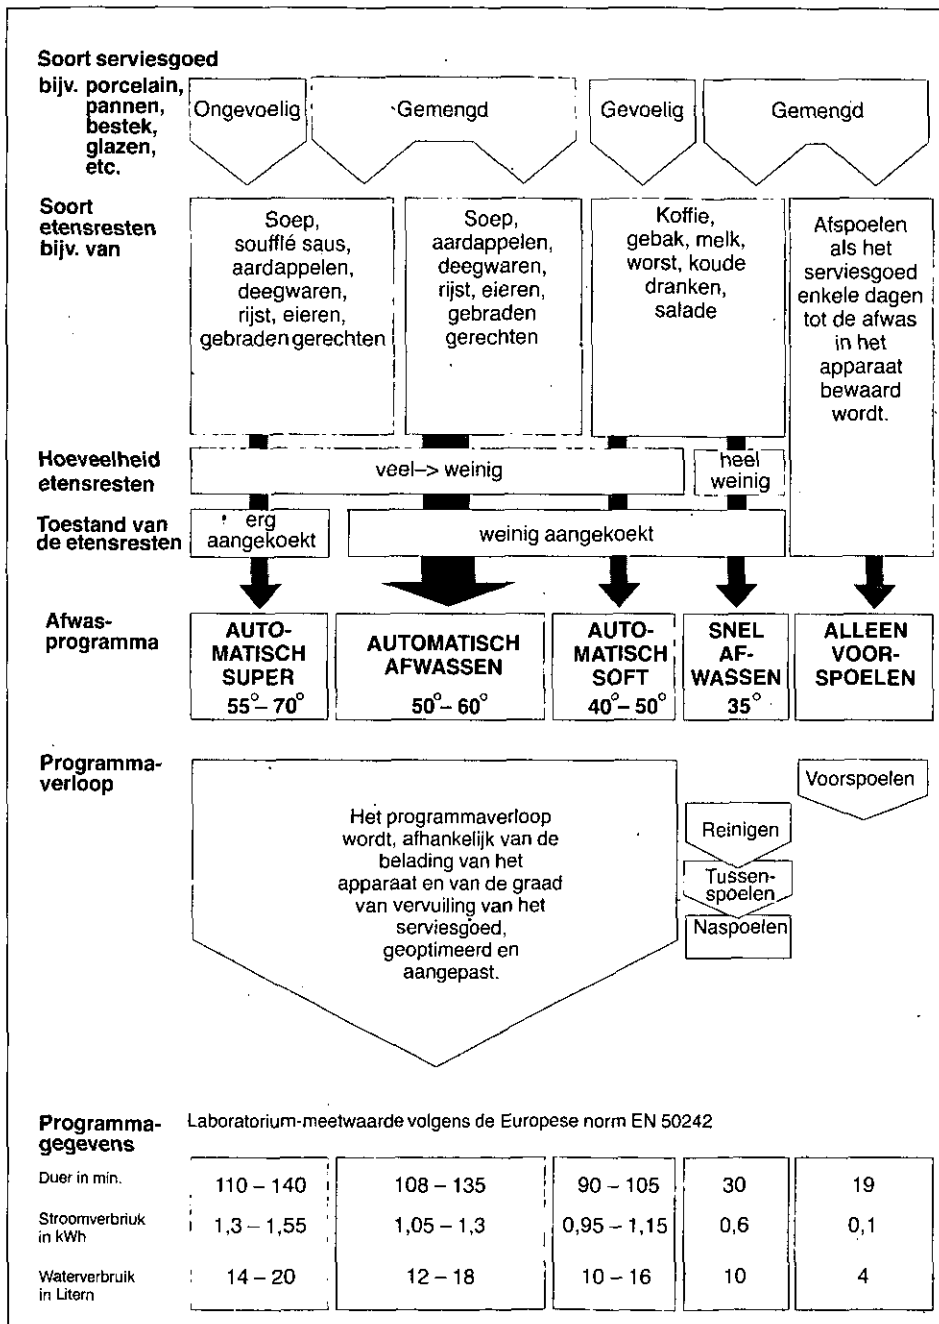 Soort serviesgoed
bijv. porcelain,
pannen,
bestek,
glazen,
etc.
Ongevoelig
Gemengd
Gevoelig
Gemengd
Soort
etensresten
bijv. van
Soep,
soufflé saus,
aardappelen,
deegwaren,
rijst, eieren,
gebraden gerechten
Soep,
aardappelen,
deegwaren,
rijst, eieren,
gebraden
gerechten
Koffie,
gebak, melk,
worst, koude
dranken,
salade
Afspoelen
als het
serviesgoed
enkele dagen
tot de afwas
in het
apparaat
bewaard
wordt.
Hoeveelheid
etensresten
veel–> weinig
heel
weinig
Toestand van
de etensresten
erg
aangekoekt
weinig aangekoekt
Afwas-
programma
AUTO-
MATISCH
SUPER
55°–70°
AUTOMATISCH
AFWASSEN
50°–60°
AUTO-
MATISCH
SOFT
40°–50°
SNEL
AF-
WASSEN
35°
ALLEEN
VOOR-
SPOELEN
Programma-
verloop
Het programmaverloop
wordt, afhankelijk van de
belading van het
apparaat en van de graad
van vervuiling van het
serviesgoed,
geoptimeerd en
aangepast.
Reinigen
Tussen-
spoelen
Naspoelen
Voorspoelen
Programma-
gegevens
Laboratorium-meetwaarde volgens de Europese norm EN 50242
Duer in min.
110 – 140
108 – 135
90 – 105
30
19
Stroomverbriuk
in kWh
1,3 – 1,55
1,05 – 1,3
0,95 – 1,15
0,6
0,1
Waterverbruik
in Litern
14 – 20
12 – 18
10 – 16
10
4